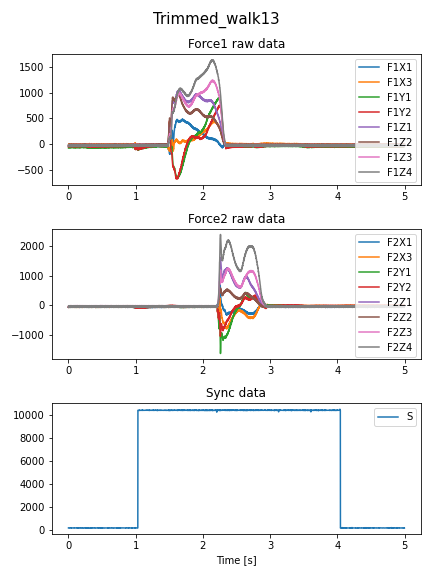 Trimmed_walk13
Force1 raw data
1500
1000
500
0
−500
F1X1
F1X3
F1Y1
F1Y2
F1Z1
F1Z2
F1Z3
F1Z4
0 1 2 3 4 5
Force2 raw data
2000
1000
0
−1000
F2X1
F2X3
F2Y1
F2Y2
F2Z1
F2Z2
F2Z3
F2Z4
0 1 2 3 4 5
Sync data
10000
8000
6000
4000
2000
0
S
0 1 2 3 4 5
Time [s]